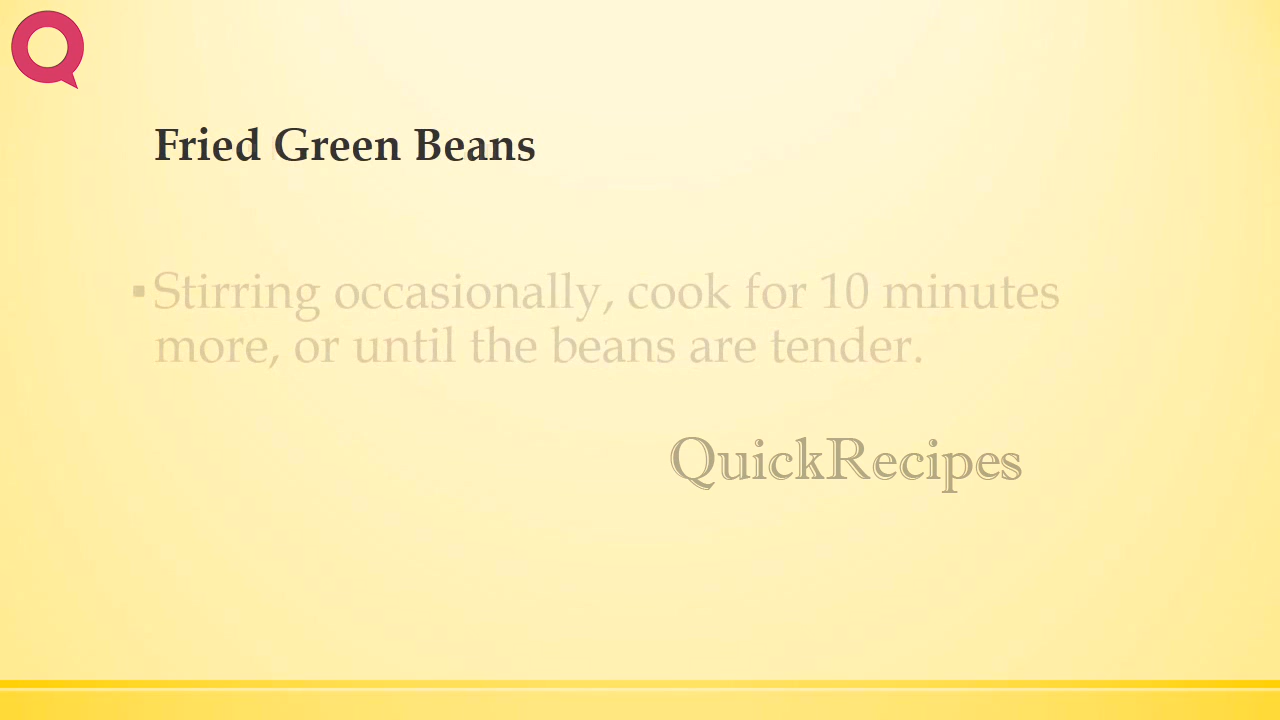 Fried Green Beans
▪Stirring occasionally, cook for 10 minutes
more, or until the beans are tender.
QuickRecipes